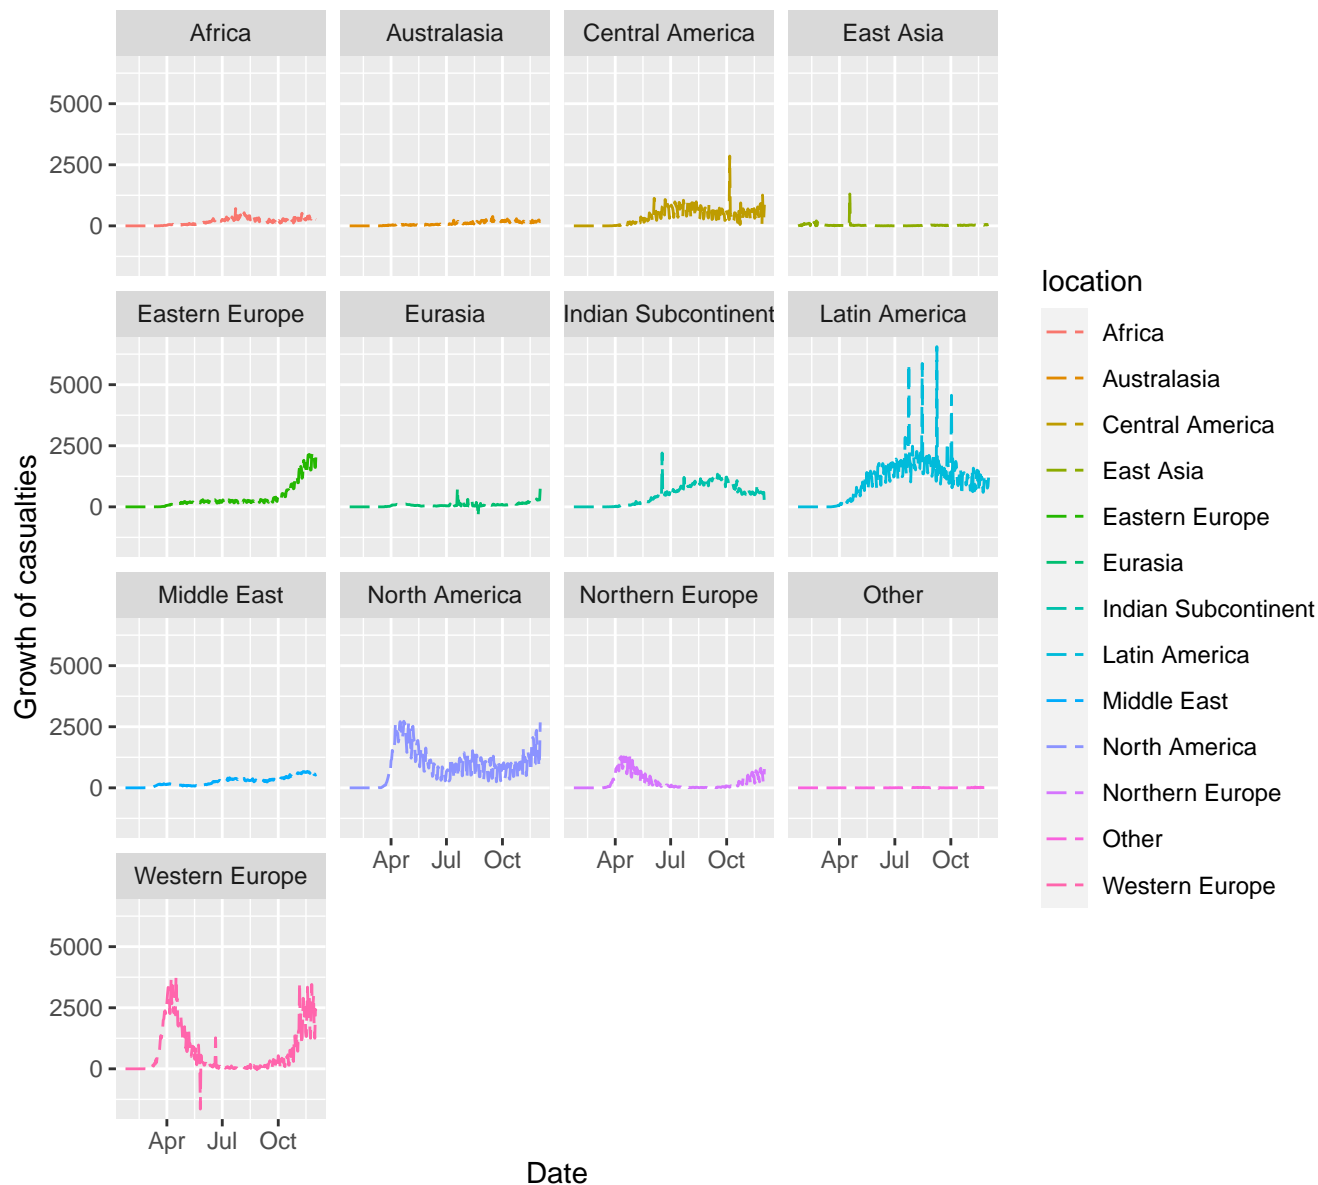 Africa
Australasia
Central America
East Asia
5000
2500
0
Eastern Europe
Eurasia
Indian Subcontinent
Latin America
5000
2500
0
Middle East
North America
Northern Europe
Other
5000
2500
0
Apr Jul Oct
Apr Jul Oct
Apr Jul Oct
Western Europe
5000
2500
0
Apr Jul Oct
Date
Growth of casualties
location
Africa
Australasia
Central America
East Asia
Eastern Europe
Eurasia
Indian Subcontinent
Latin America
Middle East
North America
Northern Europe
Other
Western Europe